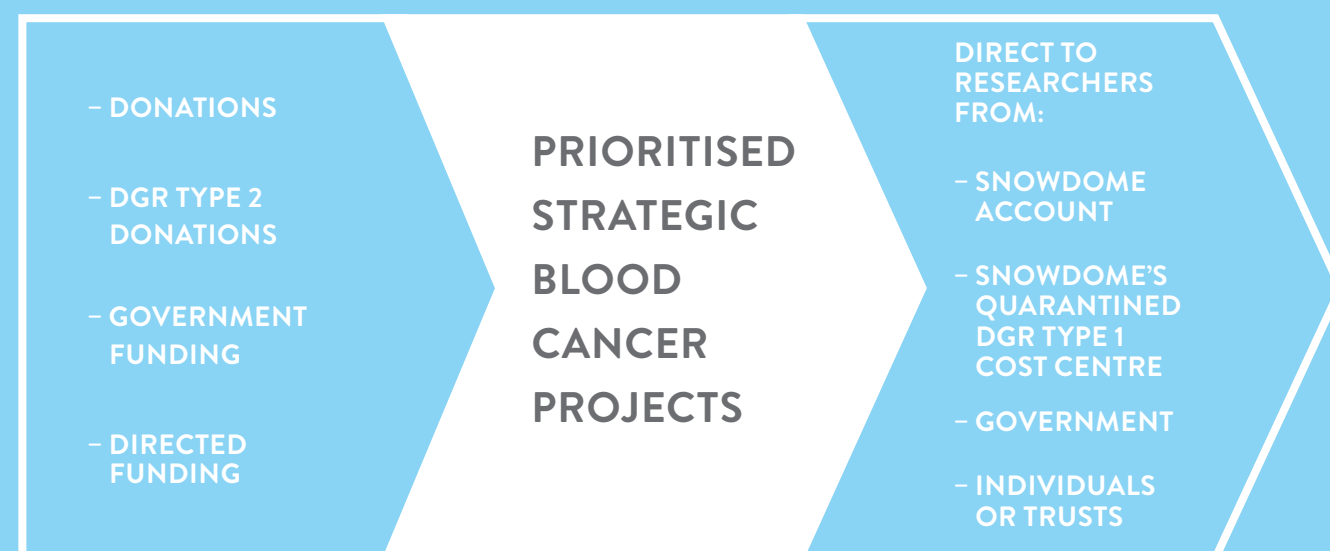 – DONATIONS
– DGR TYPE 2
DONATIONS
– GOVERNMENT
FUNDING
– DIRECTED
FUNDING
PRIORITISED
STRATEGIC
BLOOD
CANCER
PROJECTS
DIRECT TO
RESEARCHERS
FROM:
– SNOWDOME
ACCOUNT
– SNOWDOME’S
QUARANTINED
DGR TYPE 1
COST CENTRE
– GOVERNMENT
– INDIVIDUALS
OR TRUSTS